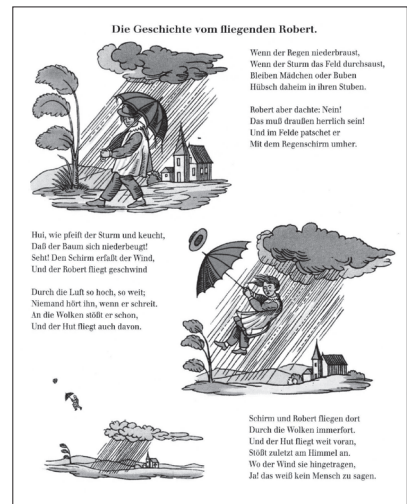 Die Geschichte vom fliegenden Robert.
Wenn der Regen niederbraust,
Wenn der Sturm das Feld durchsaust,
Bleiben Mädchen oder Buben
Hübsch daheim in ihren Stuben.
Robert aber dachte: Nein!
Das muß draußen herrlich sein!
Und im Felde patschet er
Mit dem Regenschirm umher.
Hui, wie pfeift der Sturm und keucht,
Daß der Baum sich niederbeugt!
Seht! Den Schirm erfaßt der Wind,
Und der Robert fliegt geschwind
Durch die Luft so hoch, so weit;
Niemand hört ihn, wenn er schreit.
An die Wolken stößt er schon,
Und der Hut fliegt auch davon.
Schirm und Robert fliegen dort
Durch die Wolken immerfort.
Und der Hut fliegt weit voran,
Stößt zuletzt am Himmel an.
Wo der Wind sie hingetragen,
Ja! das weiß kein Mensch zu sagen.